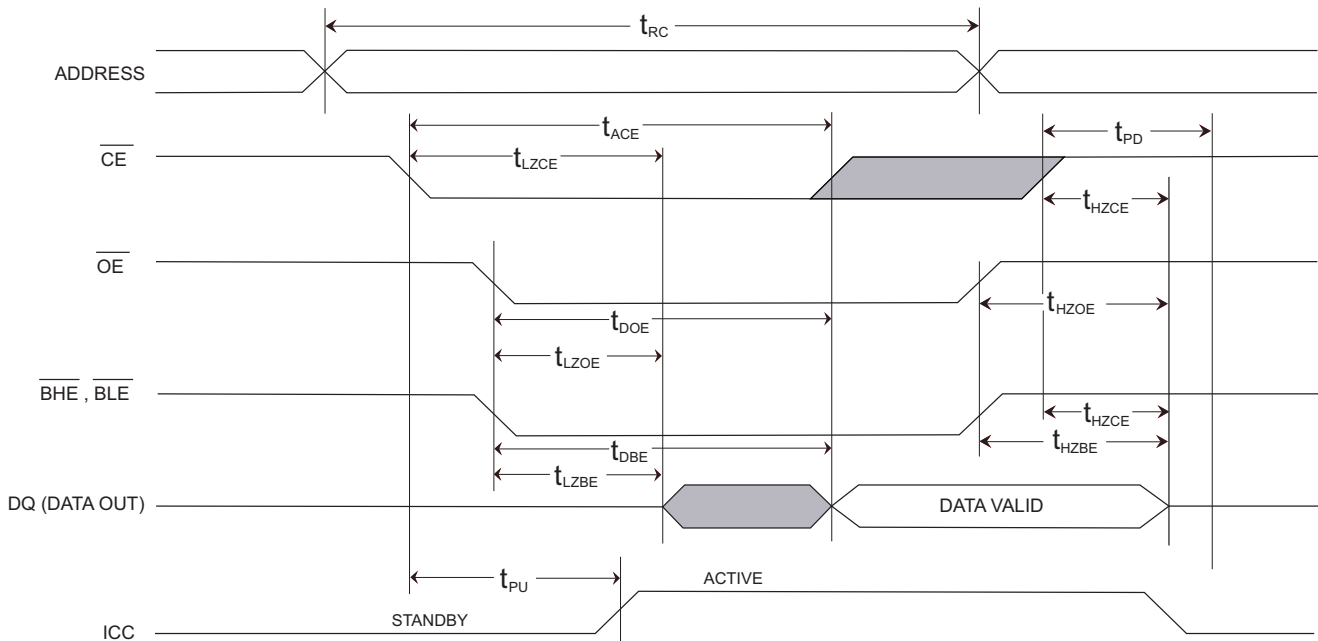 tRC
ADDRESS
tACE
tPD
CE
tLZCE
tHZCE
OE
tHZOE
tDOE
tLZOE
BHE , BLE
tHZCE
tDBE
tHZBE
tLZBE
DQ (DATA OUT)
DATA VALID
tPU
ACTIVE
STANDBY
ICC